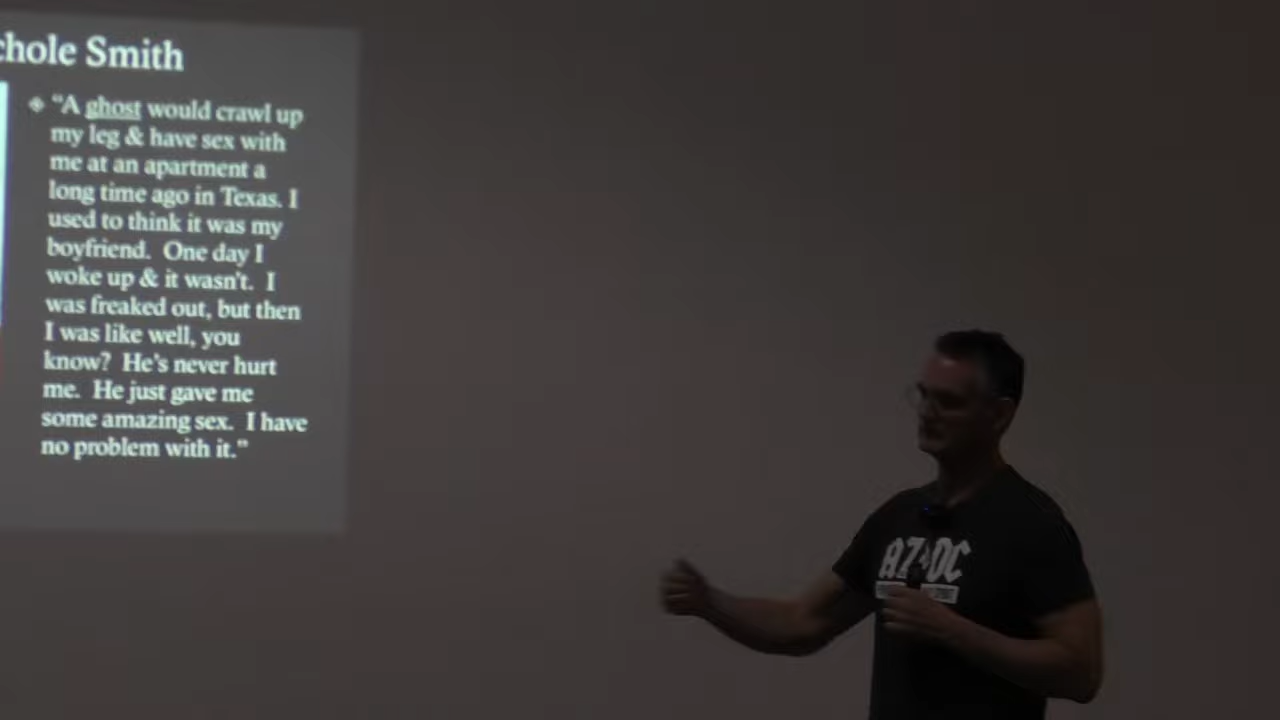 chole Smith
“A ghost would crawl up
my leg & have sex with
me at an apartment a
long time ago in Texas. I
used to think it was my
boyfriend.  One day I
woke up & it wasn't.  I
was freaked out, but then
I was like well, you
know?  He's never hurt
me.  He just gave me
some amazing sex.  I have
no problem with it.”
AZ⚡DC